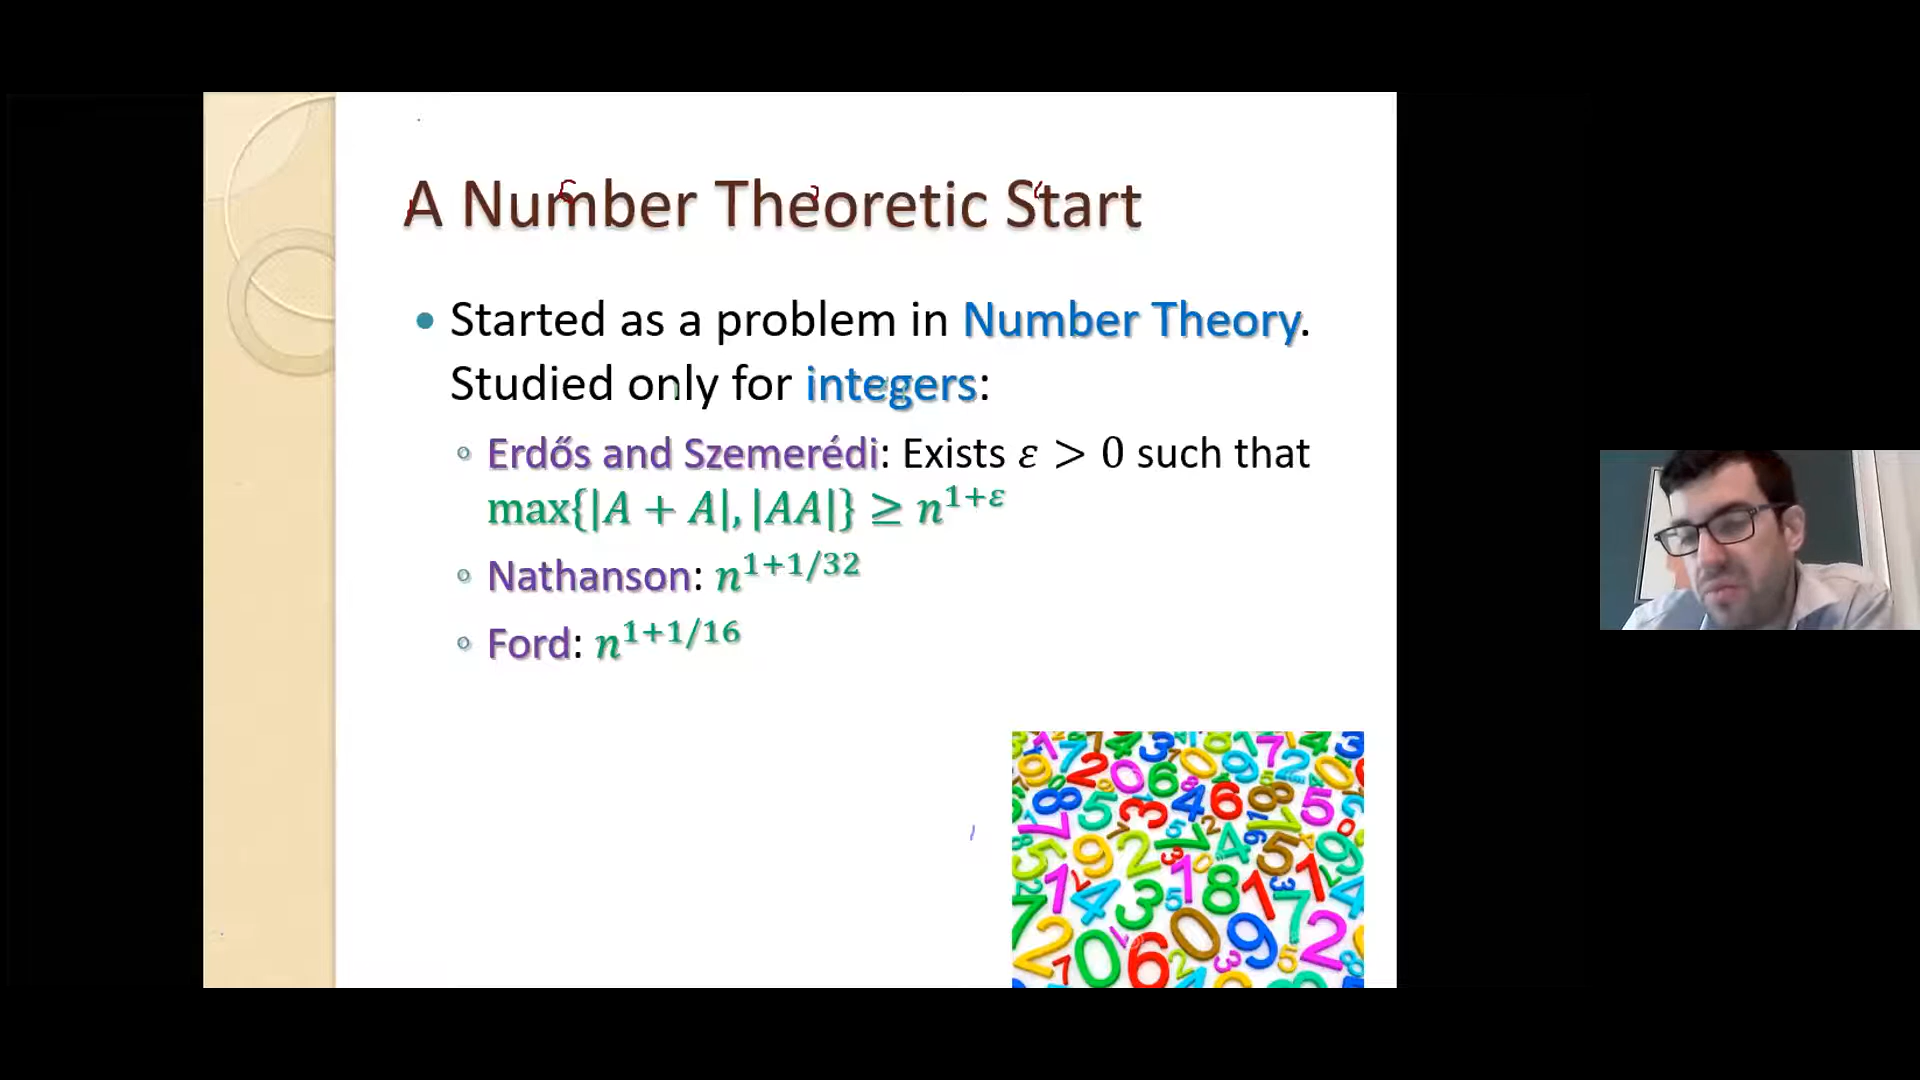 A Number Theoretic Start
• Started as a problem in Number Theory.
Studied only for integers:
◦ Erdős and Szemerédi: Exists ε > 0 such that
max{|A + A|, |AA|} ≥ n^{1+ε}
◦ Nathanson: n^{1+1/32}
◦ Ford: n^{1+1/16}